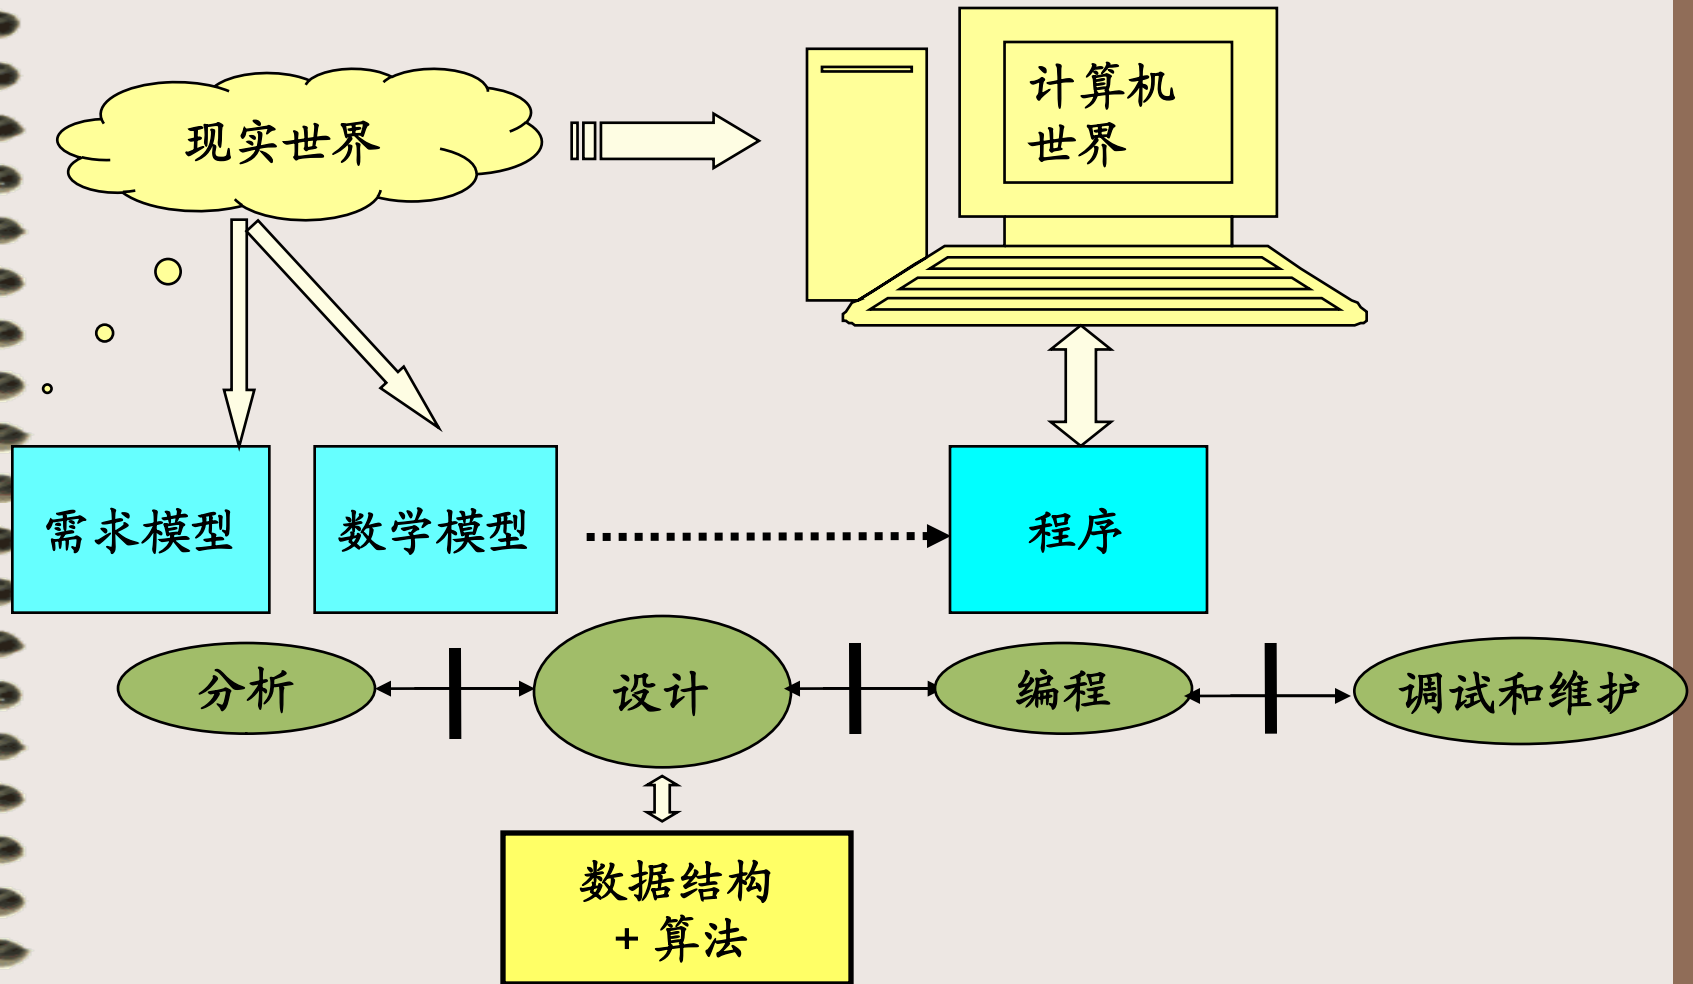 现实世界
计算机
世界
需求模型
数学模型
程序
分析
设计
编程
调试和维护
数据结构
+ 算法